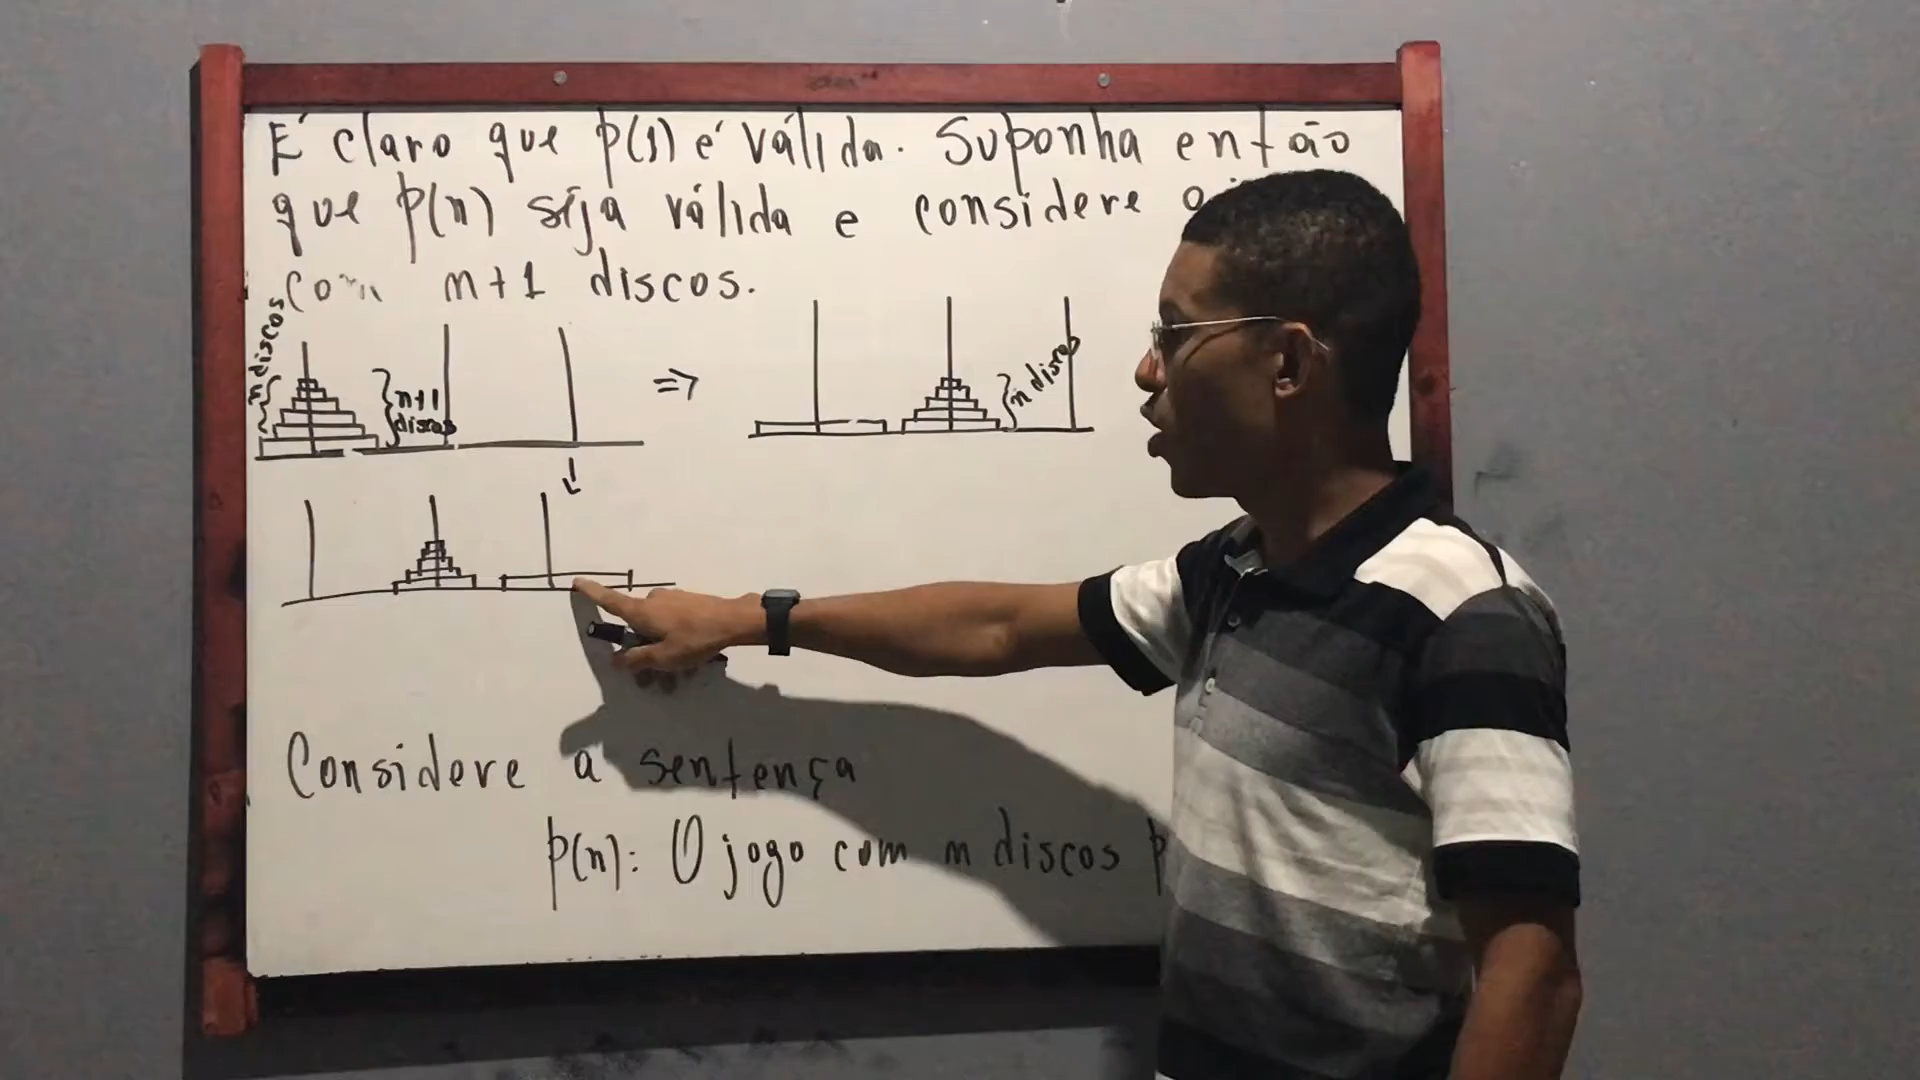 É claro que p(1) é válida. Suponha então
que p(n) seja válida e considere
com n+1 discos.
n discos
n+1
discos
=>
n discos
Considere a sentença
p(n): O jogo com n discos